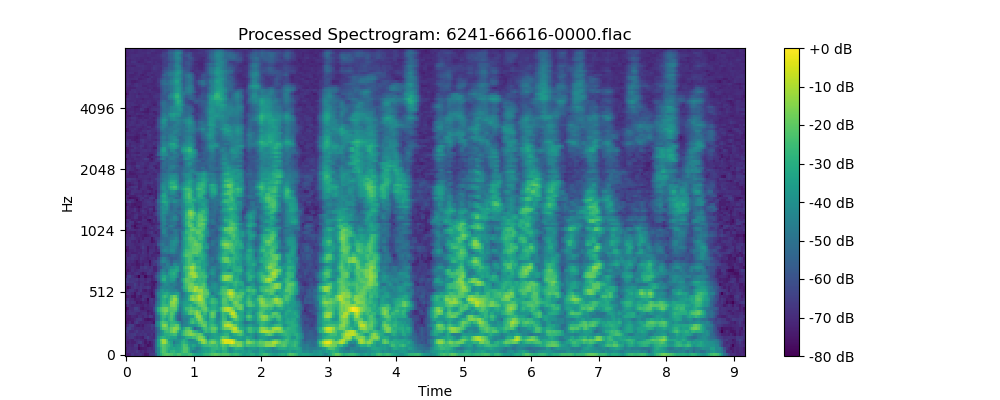 Processed Spectrogram: 6241-66616-0000.flac
+0 dB
-10 dB
-20 dB
-30 dB
-40 dB
-50 dB
-60 dB
-70 dB
-80 dB
4096
2048
1024
512
0
Hz
0 1 2 3 4 5 6 7 8 9
Time